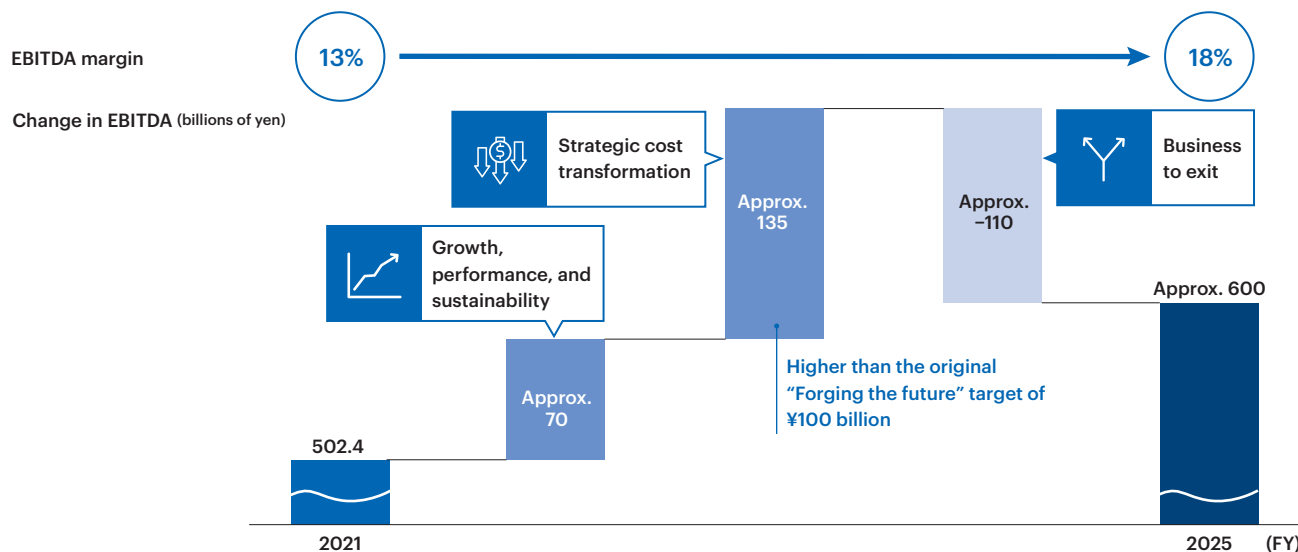 EBITDA margin
13%
18%
Change in EBITDA (billions of yen)
$
Strategic cost
transformation
Approx.
135
Approx.
−110
Business
to exit
Growth,
performance, and
sustainability
Approx. 600
Higher than the original
“Forging the future” target of
¥100 billion
Approx.
70
502.4
2021
2025
(FY)